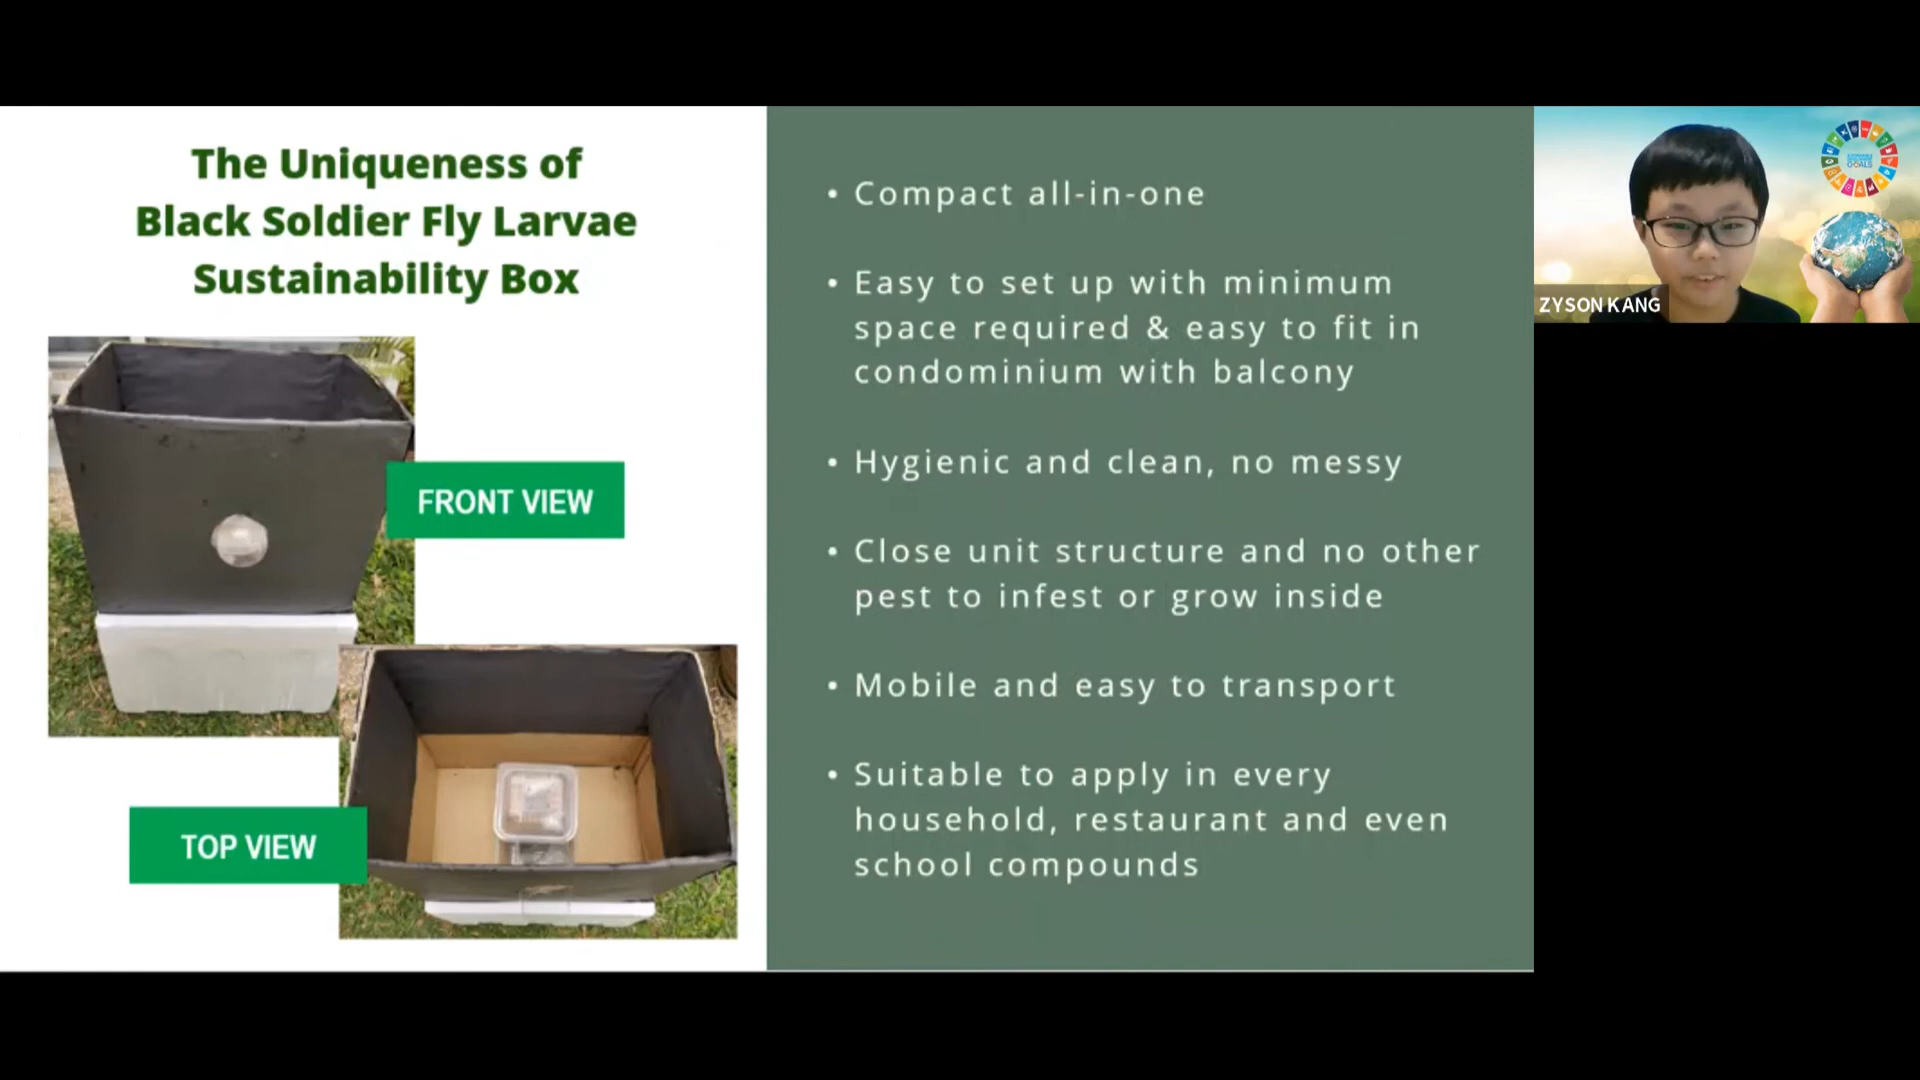 The Uniqueness of
Black Soldier Fly Larvae
Sustainability Box
FRONT VIEW
TOP VIEW
• Compact all-in-one
• Easy to set up with minimum
space required & easy to fit in
condominium with balcony
• Hygienic and clean, no messy
• Close unit structure and no other
pest to infest or grow inside
• Mobile and easy to transport
• Suitable to apply in every
household, restaurant and even
school compounds
GOALS
ZYSON KANG